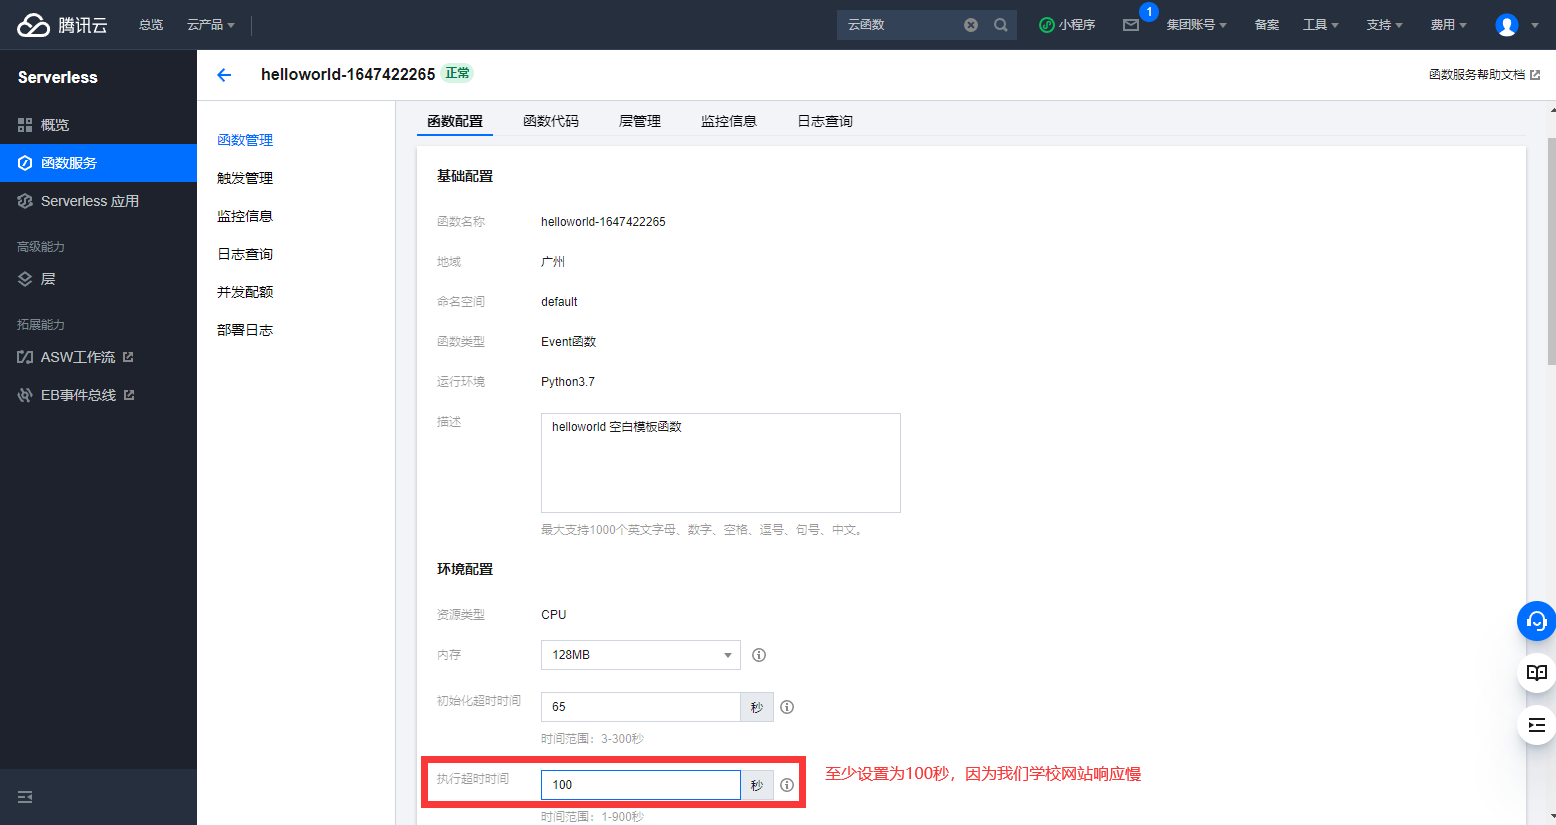 腾讯云 总览 云产品 云函数 小程序 1 集团账号 备案 工具 支持 费用
Serverless
概览
函数服务
Serverless 应用
高级能力
层
拓展能力
ASW工作流
EB事件总线
helloworld-1647422265 正常 函数服务帮助文档
函数管理
触发管理
监控信息
日志查询
并发配额
部署日志
函数配置 函数代码 层管理 监控信息 日志查询
基础配置
函数名称 helloworld-1647422265
地域 广州
命名空间 default
函数类型 Event函数
运行环境 Python3.7
描述 helloworld 空白模板函数
最大支持1000个英文字母、数字、空格、逗号、句号、中文。
环境配置
资源类型 CPU
内存 128MB
初始化超时时间 65 秒
时间范围：3-300秒
执行超时时间 100 秒 至少设置为100秒，因为我们学校网站响应慢
时间范围：1-900秒